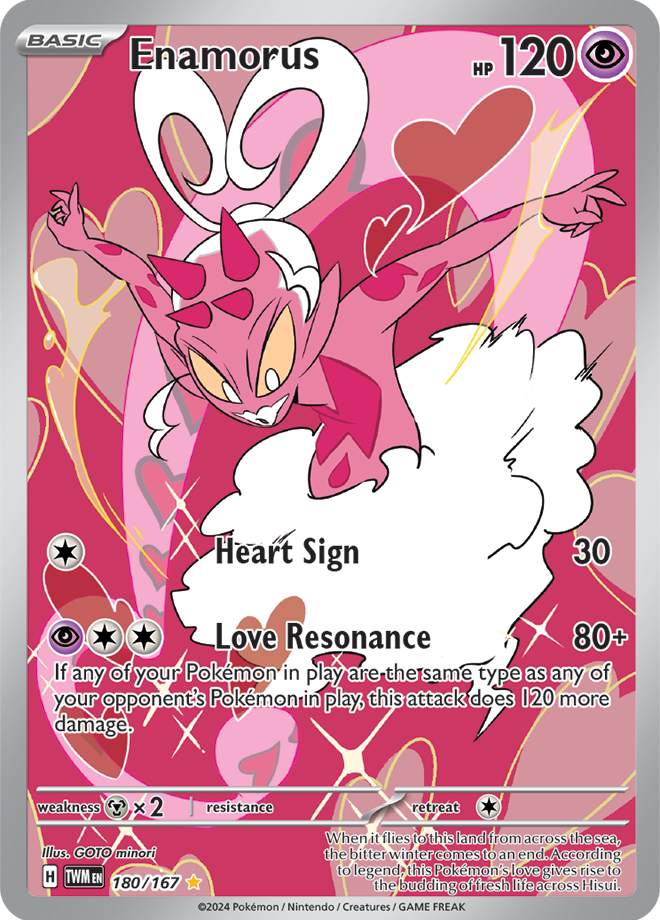 BASIC
Enamorus
HP 120
Heart Sign 30
Love Resonance 80+
If any of your Pokémon in play are the same type as any of
your opponent's Pokémon in play, this attack does 120 more
damage.
weakness ×2 resistance retreat
Illus. GOTO minori
When it flies to this land from across the sea,
the bitter winter comes to an end. According
to legend, this Pokémon's love gives rise to
the budding of fresh life across Hisui.
H TWM EN 180/167
©2024 Pokémon / Nintendo / Creatures / GAME FREAK